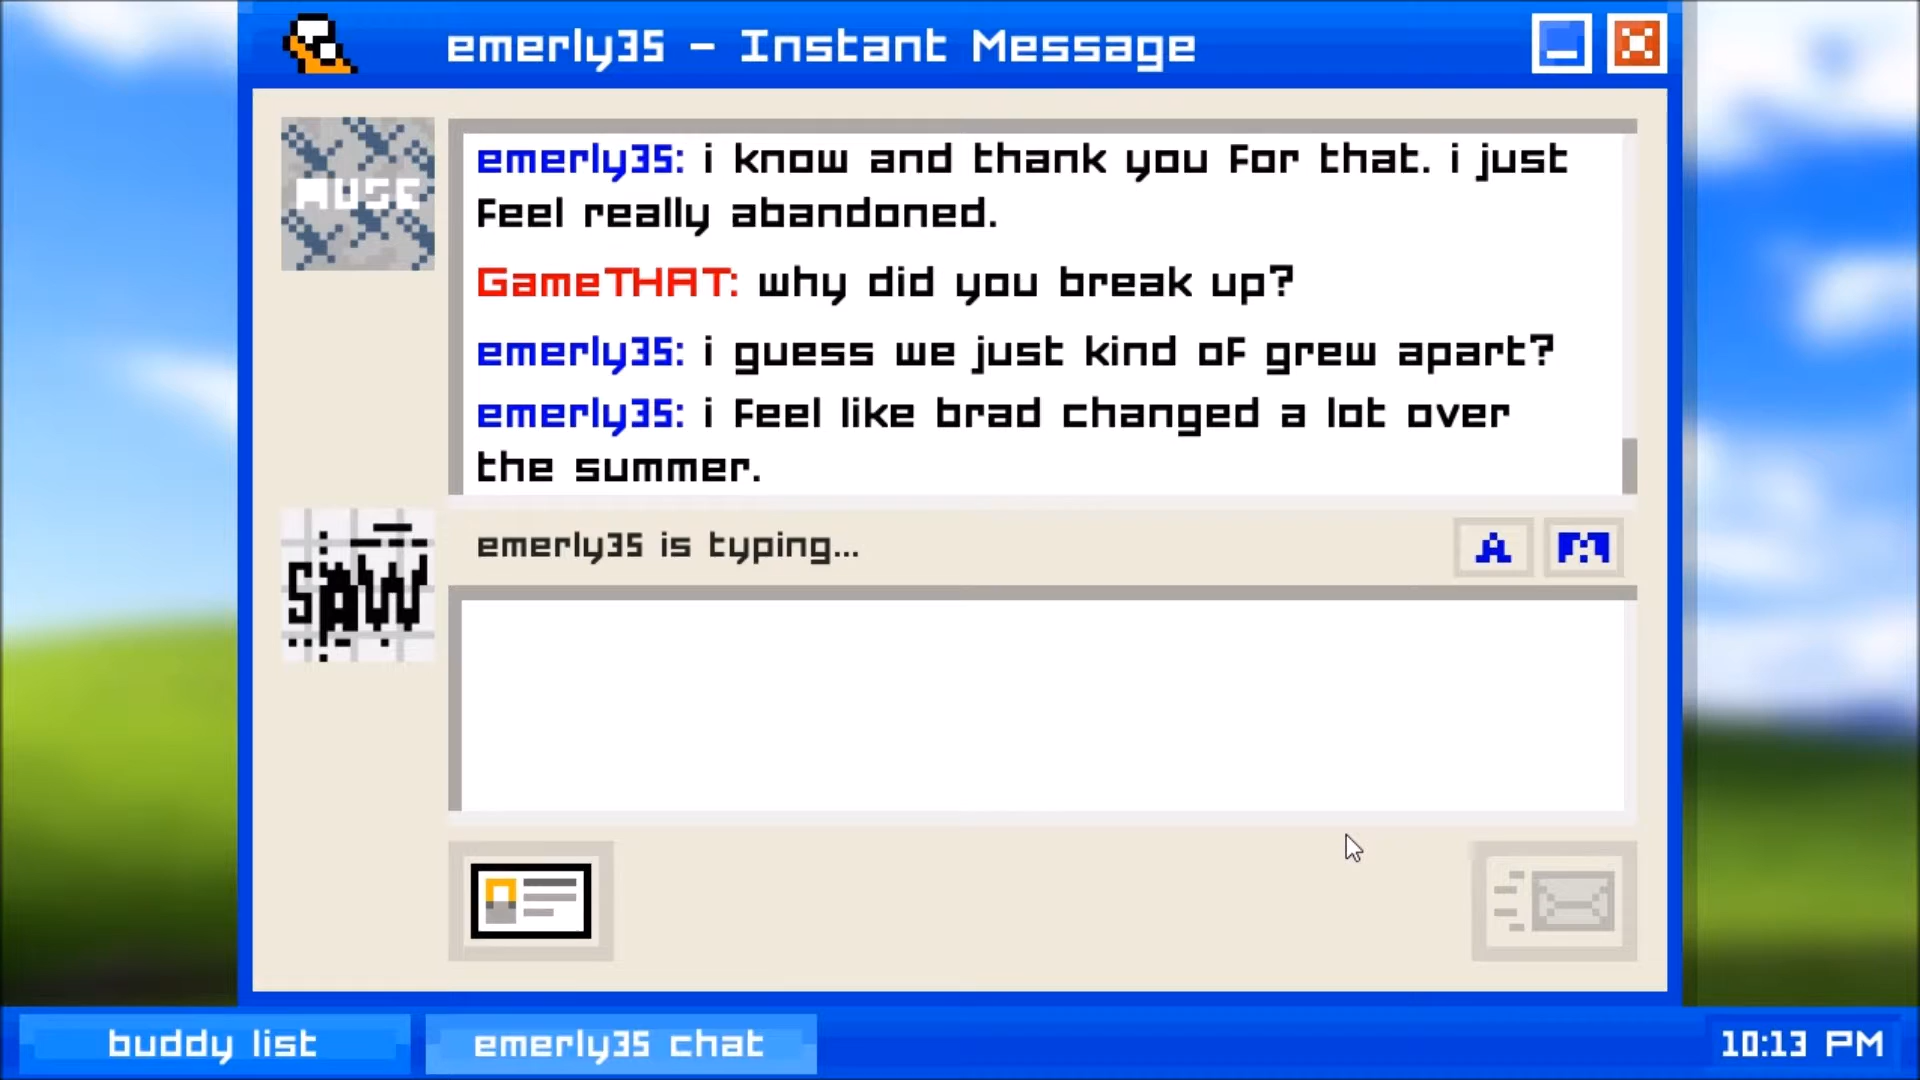 emerly35 - Instant Message
MUSE
emerly35: i know and thank you for that. i just
feel really abandoned.
GameTHAT: why did you break up?
emerly35: i guess we just kind of grew apart?
emerly35: i feel like brad changed a lot over
the summer.
SAW
emerly35 is typing...
A
buddy list
emerly35 chat
10:13 PM